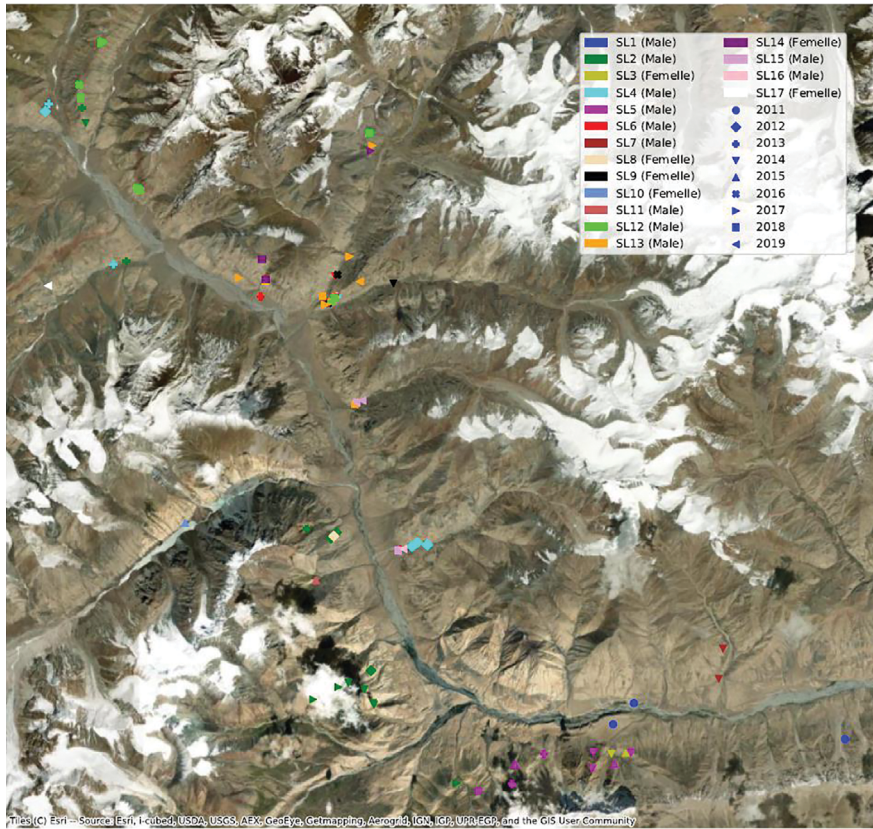 SL1 (Male)
SL2 (Male)
SL3 (Femelle)
SL4 (Male)
SL5 (Male)
SL6 (Male)
SL7 (Male)
SL8 (Femelle)
SL9 (Femelle)
SL10 (Femelle)
SL11 (Male)
SL12 (Male)
SL13 (Male)
SL14 (Femelle)
SL15 (Male)
SL16 (Male)
SL17 (Femelle)
2011
2012
2013
2014
2015
2016
2017
2018
2019
Tiles (C) Esri -- Source: Esri, i-cubed, USDA, USGS, AEX, GeoEye, Getmapping, Aerogrid, IGN, IGP, UPR-EGP, and the GIS User Community